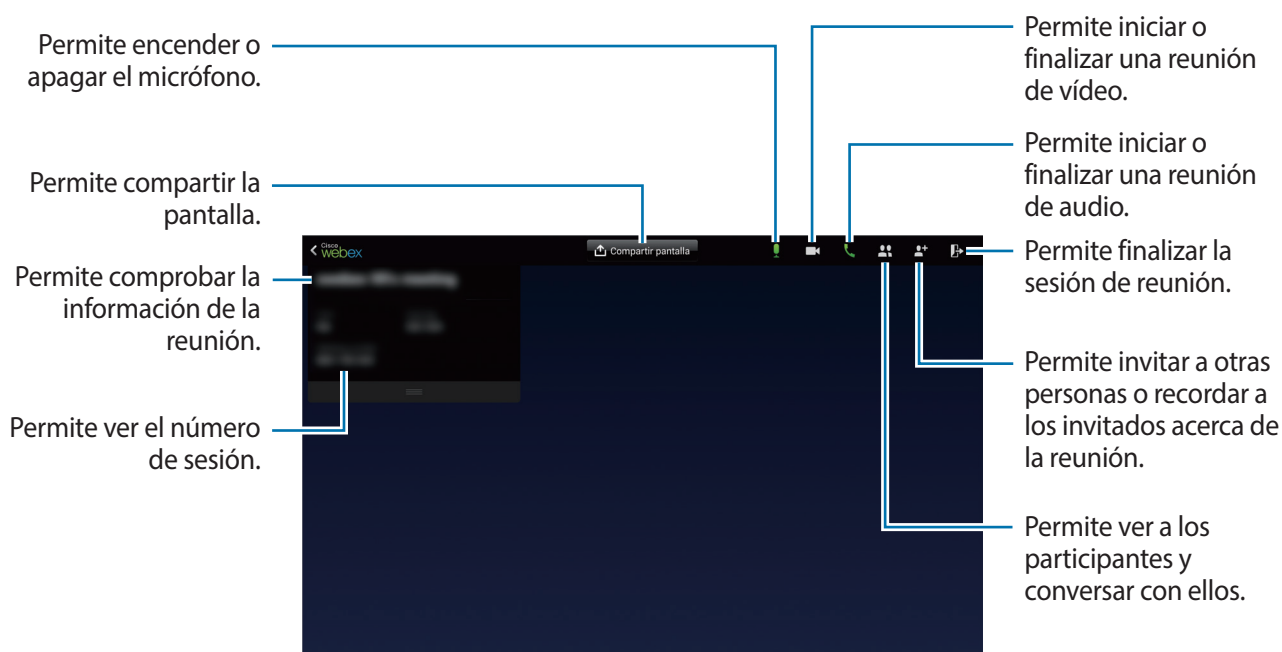 Permite encender o
apagar el micrófono.
Permite compartir la
pantalla.
Permite comprobar la
información de la
reunión.
Permite ver el número
de sesión.
Cisco
webex
Compartir pantalla
Permite iniciar o
finalizar una reunión
de vídeo.
Permite iniciar o
finalizar una reunión
de audio.
Permite finalizar la
sesión de reunión.
Permite invitar a otras
personas o recordar a
los invitados acerca de
la reunión.
Permite ver a los
participantes y
conversar con ellos.